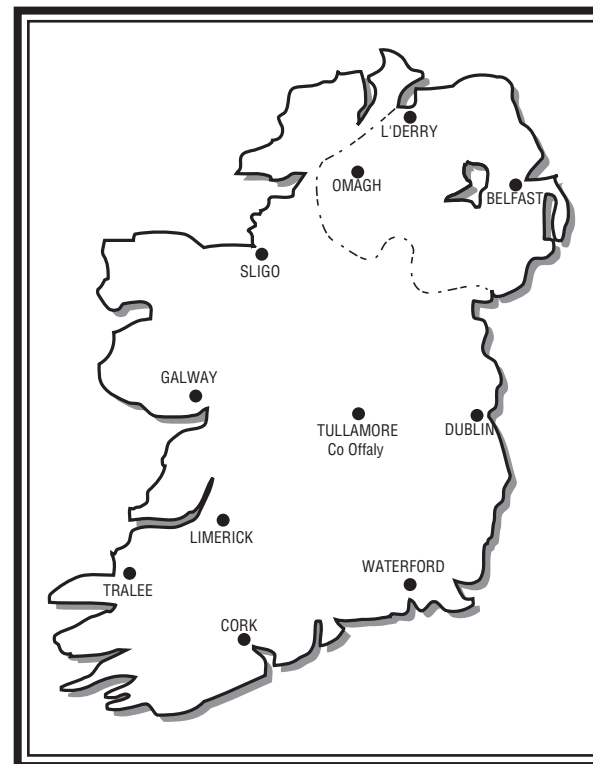 L'DERRY
OMAGH
BELFAST
SLIGO
GALWAY
TULLAMORE
Co Offaly
DUBLIN
LIMERICK
WATERFORD
TRALEE
CORK